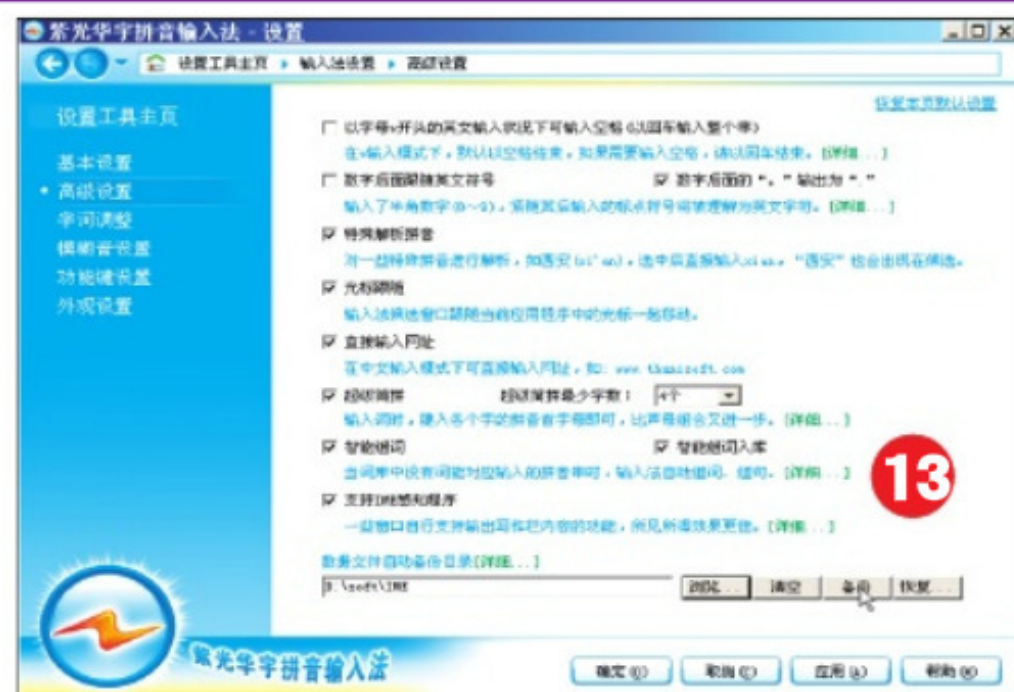 紫光华宇拼音输入法 - 设置
设置工具主页 ▸ 输入法设置 ▸ 高级设置
恢复本页默认设置
设置工具主页
基本设置
• 高级设置
字词调整
模糊音设置
功能键设置
外观设置
以字母v开头的英文输入状况下可输入空格(以回车输入整个串)
在v输入模式下，默认以空格结束，如果需要输入空格，请以回车结束。[详细...]
数字后面跟随英文符号 数字后面的“。”输出为“.”
输入了半角数字(0～9)，紧随其后输入的标点符号将被理解为英文字符。[详细...]
特殊解析拼音
对一些特殊拼音进行解析，如西安(xi'an)，选中后直接输入xian，“西安”也会出现在候选。
光标跟随
输入法候选窗口跟随当前应用程序中的光标一起移动。
直接输入网址
在中文输入模式下可直接输入网址，如: www.thunisoft.com
超级简拼 超级简拼最少字数： 4个
输入词时，键入各个字的拼音首字母即可，比声母组合又进一步。[详细...]
智能组词 智能组词入库
当词库中没有词能对应输入的拼音串时，输入法自动组词、组句。[详细...]
支持IME感知程序
一些窗口自行支持输出写作栏内容的功能，所见所得效果更佳。[详细...]
数据文件自动备份目录[详细...]
D:\soft\IME 浏览... 清空 备份 恢复...
13
紫光华宇拼音输入法
确定(O) 取消(C) 应用(A) 帮助(H)